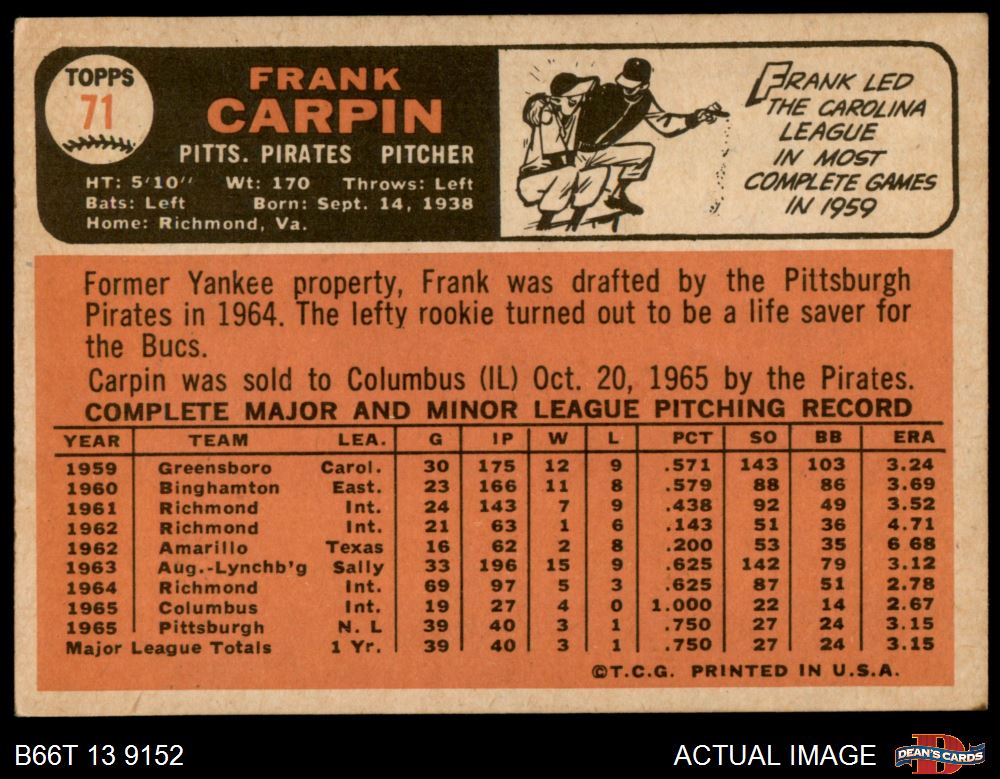 TOPPS
71
FRANK
CARPIN
PITTS. PIRATES PITCHER
HT: 5'10" Wt: 170 Throws: Left
Bats: Left Born: Sept. 14, 1938
Home: Richmond, Va.
FRANK LED
THE CAROLINA
LEAGUE
IN MOST
COMPLETE GAMES
IN 1959
Former Yankee property, Frank was drafted by the Pittsburgh
Pirates in 1964. The lefty rookie turned out to be a life saver for
the Bucs.
Carpin was sold to Columbus (IL) Oct. 20, 1965 by the Pirates.
COMPLETE MAJOR AND MINOR LEAGUE PITCHING RECORD
YEAR TEAM LEA. G IP W L PCT SO BB ERA
1959 Greensboro Carol. 30 175 12 9 .571 143 103 3.24
1960 Binghamton East. 23 166 11 8 .579 88 86 3.69
1961 Richmond Int. 24 143 7 9 .438 92 49 3.52
1962 Richmond Int. 21 63 1 6 .143 51 36 4.71
1962 Amarillo Texas 16 62 2 8 .200 53 35 6 68
1963 Aug.-Lynchb'g Sally 33 196 15 9 .625 142 79 3.12
1964 Richmond Int. 69 97 5 3 .625 87 51 2.78
1965 Columbus Int. 19 27 4 0 1.000 22 14 2.67
1965 Pittsburgh N. L 39 40 3 1 .750 27 24 3.15
Major League Totals 1 Yr. 39 40 3 1 .750 27 24 3.15
©T.C.G. PRINTED IN U.S.A.
B66T 13 9152 ACTUAL IMAGE DEAN'S CARDS